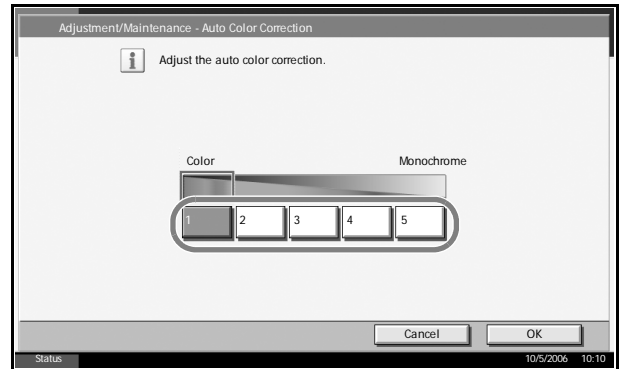 Adjustment/Maintenance - Auto Color Correction
i Adjust the auto color correction.
Color Monochrome
1 2 3 4 5
Cancel OK
Status 10/5/2006 10:10